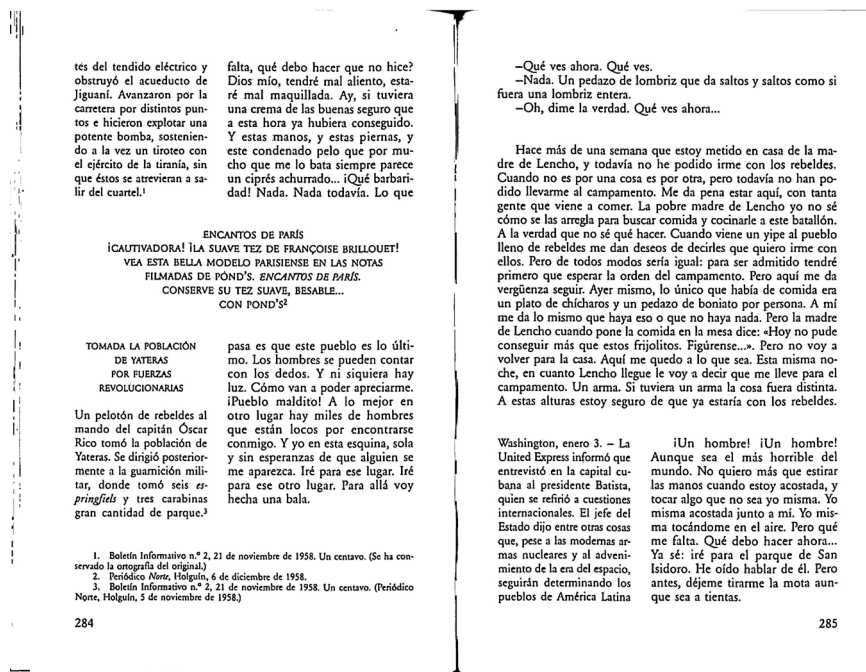 tés del tendido eléctrico y
obstruyó el acueducto de
Jiguaní. Avanzaron por la
carretera por distintos pun-
tos e hicieron explotar una
potente bomba, sostenien-
do a la vez un tiroteo con
el ejército de la tiranía, sin
que éstos se atrevieran a sa-
lir del cuartel.¹
falta, qué debo hacer que no hice?
Dios mío, tendré mal aliento, esta-
ré mal maquillada. Ay, si tuviera
una crema de las buenas seguro que
a esta hora ya hubiera conseguido.
Y estas manos, y estas piernas, y
este condenado pelo que por mu-
cho que me lo bata siempre parece
un ciprés achurrado... ¡Qué barbari-
dad! Nada. Nada todavía. Lo que
ENCANTOS DE PARÍS
¡CAUTIVADORA! ¡LA SUAVE TEZ DE FRANÇOISE BRILLOUET!
VEA ESTA BELLA MODELO PARISIENSE EN LAS NOTAS
FILMADAS DE PÓND'S. ENCANTOS DE PARÍS.
CONSERVE SU TEZ SUAVE, BESABLE...
CON POND'S²
TOMADA LA POBLACIÓN
DE YATERAS
POR FUERZAS
REVOLUCIONARIAS
Un pelotón de rebeldes al
mando del capitán Óscar
Rico tomó la población de
Yateras. Se dirigió posterior-
mente a la guarnición mili-
tar, donde tomó seis es-
pringfiels y tres carabinas
gran cantidad de parque.³
pasa es que este pueblo es lo últi-
mo. Los hombres se pueden contar
con los dedos. Y ni siquiera hay
luz. Cómo van a poder apreciarme.
¡Pueblo maldito! A lo mejor en
otro lugar hay miles de hombres
que están locos por encontrarse
conmigo. Y yo en esta esquina, sola
y sin esperanzas de que alguien se
me aparezca. Iré para ese lugar. Iré
para ese otro lugar. Para allá voy
hecha una bala.
1. Boletín Informativo n.º 2, 21 de noviembre de 1958. Un centavo. (Se ha con-
servado la ortografía del original.)
2. Periódico Norte, Holguín, 6 de diciembre de 1958.
3. Boletín Informativo n.º 2, 21 de noviembre de 1958. Un centavo. (Periódico
Norte, Holguín, 5 de noviembre de 1958.)
284
—Qué ves ahora. Qué ves.
—Nada. Un pedazo de lombriz que da saltos y saltos como si
fuera una lombriz entera.
—Oh, dime la verdad. Qué ves ahora...
Hace más de una semana que estoy metido en casa de la ma-
dre de Lencho, y todavía no he podido irme con los rebeldes.
Cuando no es por una cosa es por otra, pero todavía no han po-
dido llevarme al campamento. Me da pena estar aquí, con tanta
gente que viene a comer. La pobre madre de Lencho yo no sé
cómo se las arregla para buscar comida y cocinarle a este batallón.
A la verdad que no sé qué hacer. Cuando viene un yipe al pueblo
lleno de rebeldes me dan deseos de decirles que quiero irme con
ellos. Pero de todos modos sería igual: para ser admitido tendré
primero que esperar la orden del campamento. Pero aquí me da
vergüenza seguir. Ayer mismo, lo único que había de comida era
un plato de chícharos y un pedazo de boniato por persona. A mí
me da lo mismo que haya eso o que no haya nada. Pero la madre
de Lencho cuando pone la comida en la mesa dice: «Hoy no pude
conseguir más que estos frijolitos. Figúrense...». Pero no voy a
volver para la casa. Aquí me quedo a lo que sea. Esta misma no-
che, en cuanto Lencho llegue le voy a decir que me lleve para el
campamento. Un arma. Si tuviera un arma la cosa fuera distinta.
A estas alturas estoy seguro de que ya estaría con los rebeldes.
Washington, enero 3. – La
United Express informó que
entrevistó en la capital cu-
bana al presidente Batista,
quien se refirió a cuestiones
internacionales. El jefe del
Estado dijo entre otras cosas
que, pese a las modernas ar-
mas nucleares y al adveni-
miento de la era del espacio,
seguirán determinando los
pueblos de América Latina
¡Un hombre! ¡Un hombre!
Aunque sea el más horrible del
mundo. No quiero más que estirar
las manos cuando estoy acostada, y
tocar algo que no sea yo misma. Yo
misma acostada junto a mí. Yo mis-
ma tocándome en el aire. Pero qué
me falta. Qué debo hacer ahora...
Ya sé: iré para el parque de San
Isidoro. He oído hablar de él. Pero
antes, déjeme tirarme la mota aun-
que sea a tientas.
285